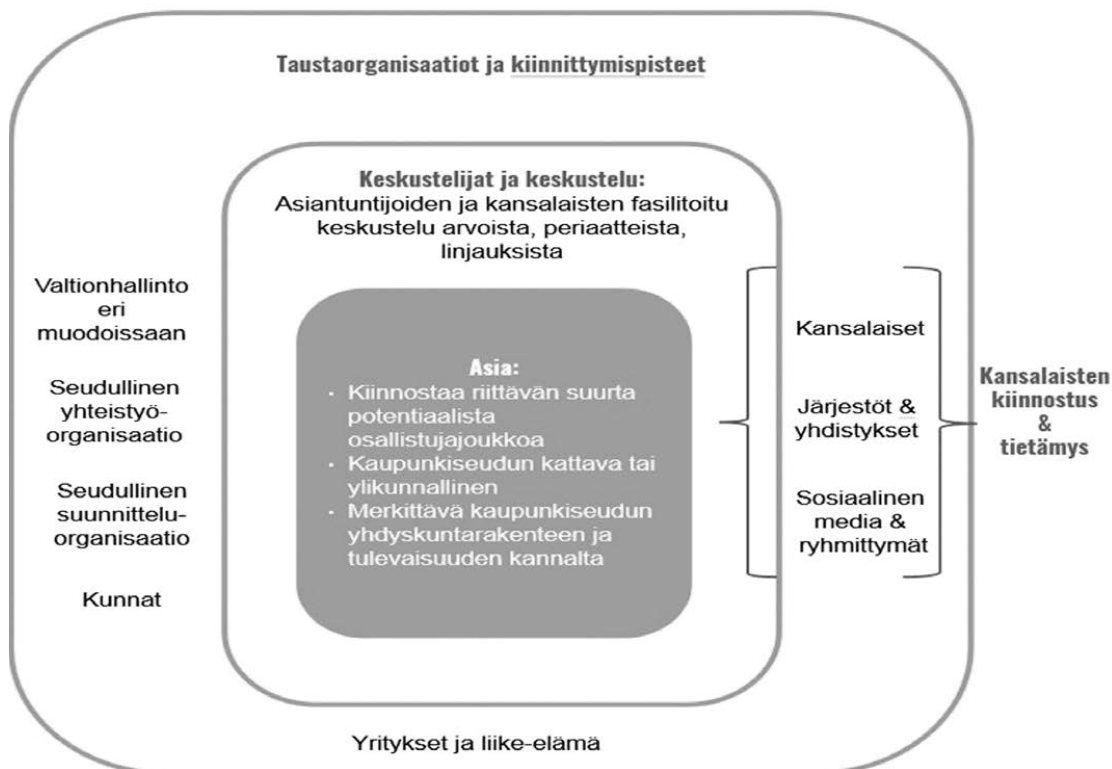 Taustaorganisaatiot ja kiinnittymispisteet
Keskustelijat ja keskustelu:
Asiantuntijoiden ja kansalaisten fasilitoitu
keskustelu arvoista, periaatteista,
linjauksista
Valtionhallinto
eri
muodoissaan
Seudullinen
yhteistyö-
organisaatio
Seudullinen
suunnittelu-
organisaatio
Kunnat
Asia:
• Kiinnostaa riittävän suurta
potentiaalista
osallistujajoukkoa
• Kaupunkiseudun kattava tai
ylikunnallinen
• Merkittävä kaupunkiseudun
yhdyskuntarakenteen ja
tulevaisuuden kannalta
Kansalaiset
Järjestöt &
yhdistykset
Sosiaalinen
media &
ryhmittymät
Kansalaisten
kiinnostus
&
tietämys
Yritykset ja liike-elämä